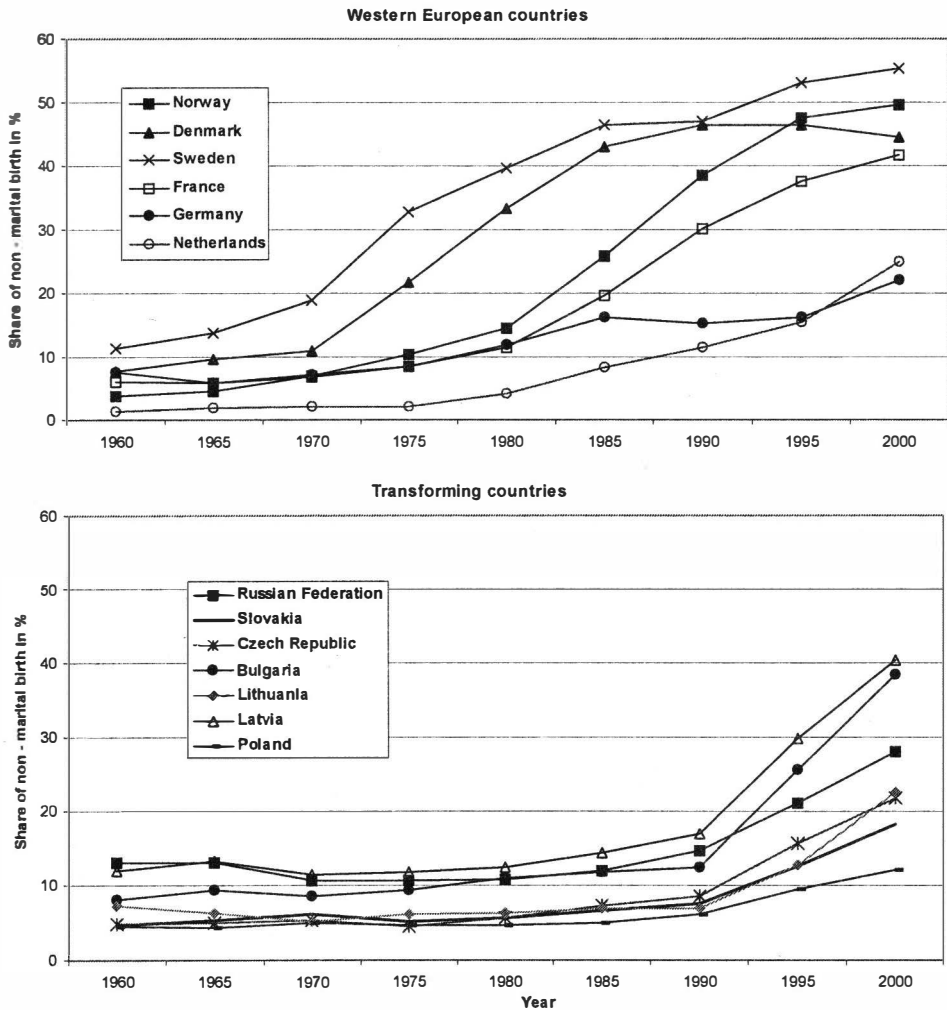 Western European countries
60
50
40
30
20
10
0
Share of non - marital birth in %
Norway
Denmark
Sweden
France
Germany
Netherlands
1960 1965 1970 1975 1980 1985 1990 1995 2000
Transforming countries
60
50
40
30
20
10
0
Share of non - marital birth in %
Russian Federation
Slovakia
Czech Republic
Bulgaria
Lithuania
Latvia
Poland
1960 1965 1970 1975 1980 1985 1990 1995 2000
Year